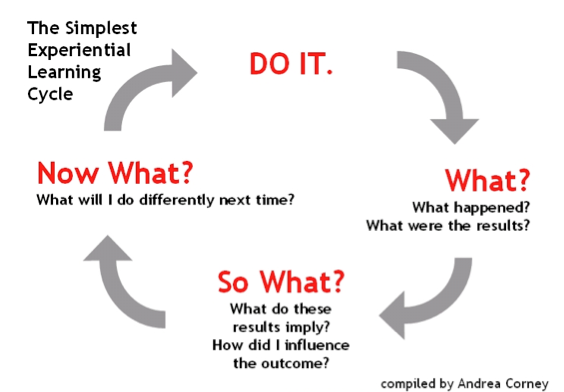 The Simplest
Experiential
Learning
Cycle
DO IT.
What?
What happened?
What were the results?
So What?
What do these
results imply?
How did I influence
the outcome?
Now What?
What will I do differently next time?
compiled by Andrea Corney